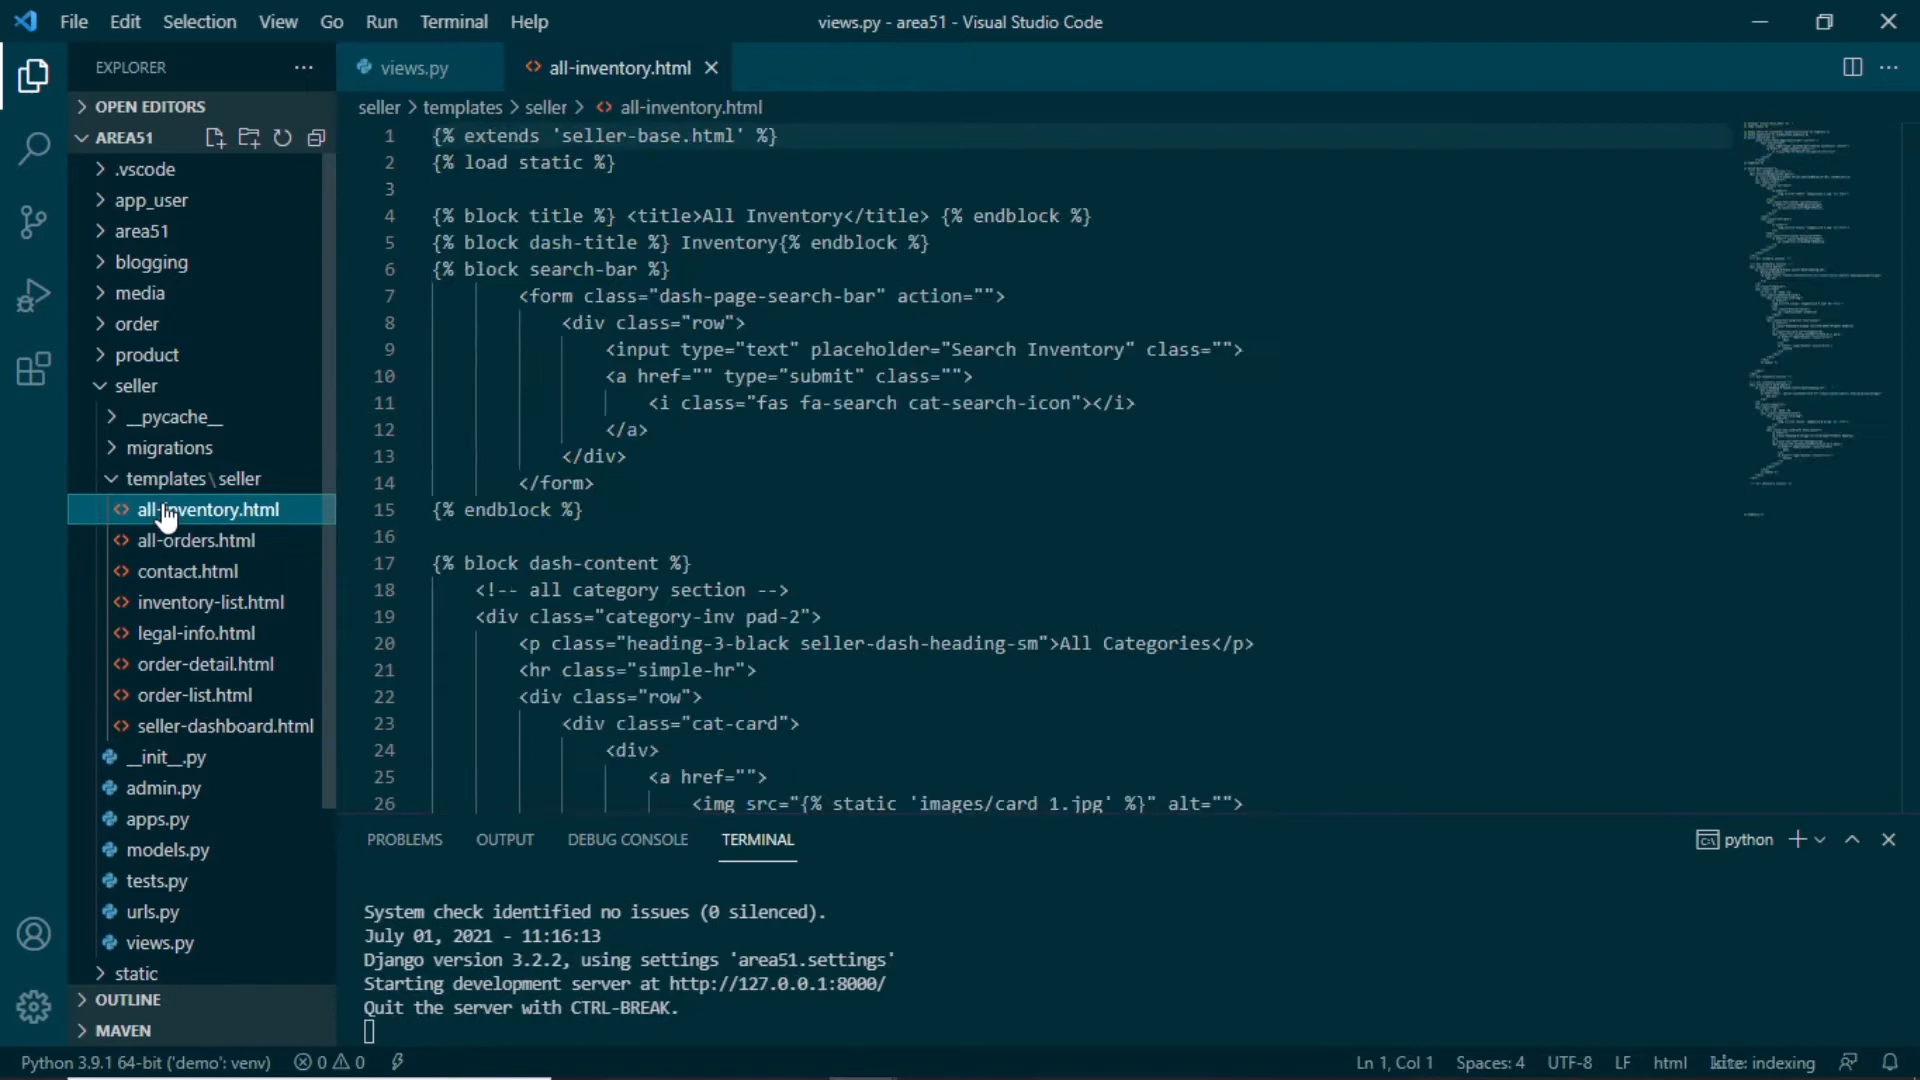 File Edit Selection View Go Run Terminal Help
views.py - area51 - Visual Studio Code
EXPLORER
OPEN EDITORS
AREA51
.vscode
app_user
area51
blogging
media
order
product
seller
__pycache__
migrations
templates\seller
all-inventory.html
all-orders.html
contact.html
inventory-list.html
legal-info.html
order-detail.html
order-list.html
seller-dashboard.html
__init__.py
admin.py
apps.py
models.py
tests.py
urls.py
views.py
static
OUTLINE
MAVEN
views.py
all-inventory.html
seller > templates > seller > all-inventory.html
1 {% extends 'seller-base.html' %}
2 {% load static %}
3
4 {% block title %} <title>All Inventory</title> {% endblock %}
5 {% block dash-title %} Inventory{% endblock %}
6 {% block search-bar %}
7 <form class="dash-page-search-bar" action="">
8 <div class="row">
9 <input type="text" placeholder="Search Inventory" class="">
10 <a href="" type="submit" class="">
11 <i class="fas fa-search cat-search-icon"></i>
12 </a>
13 </div>
14 </form>
15 {% endblock %}
16
17 {% block dash-content %}
18 <!-- all category section -->
19 <div class="category-inv pad-2">
20 <p class="heading-3-black seller-dash-heading-sm">All Categories</p>
21 <hr class="simple-hr">
22 <div class="row">
23 <div class="cat-card">
24 <div>
25 <a href="">
26 <img src="{% static 'images/card 1.jpg' %}" alt="">
PROBLEMS OUTPUT DEBUG CONSOLE TERMINAL
python
System check identified no issues (0 silenced).
July 01, 2021 - 11:16:13
Django version 3.2.2, using settings 'area51.settings'
Starting development server at http://127.0.0.1:8000/
Quit the server with CTRL-BREAK.
Python 3.9.1 64-bit ('demo': venv) 0 0
Ln 1, Col 1 Spaces: 4 UTF-8 LF html kite: indexing